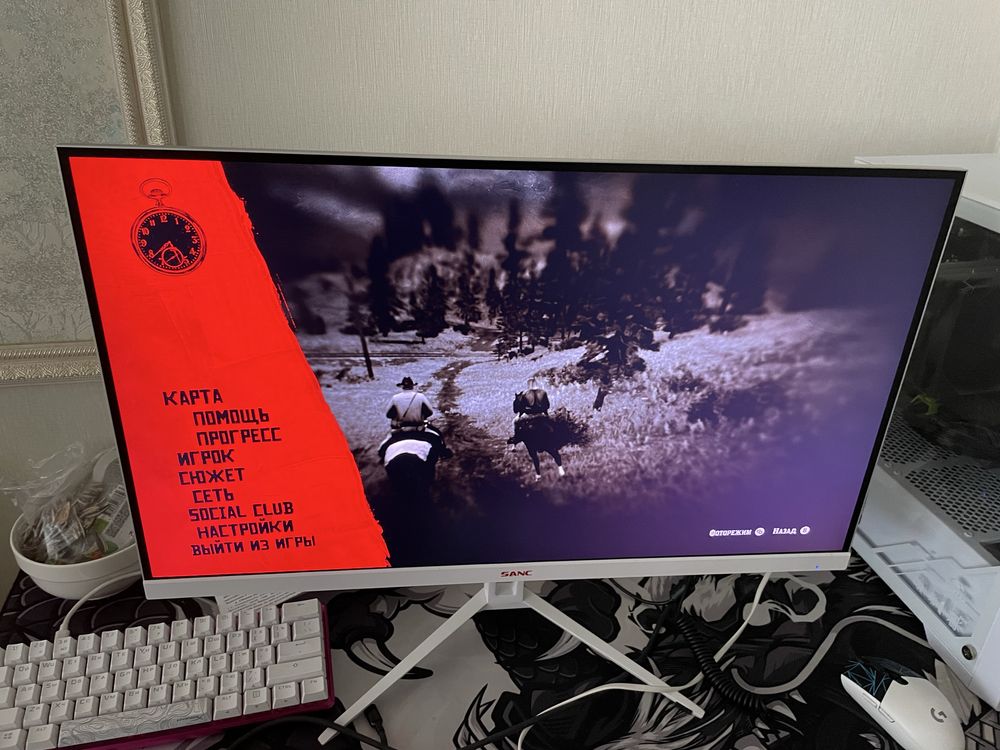 КАРТА
ПОМОЩЬ
ПРОГРЕСС
ИГРОК
СЮЖЕТ
СЕТЬ
SOCIAL CLUB
НАСТРОЙКИ
ВЫЙТИ ИЗ ИГРЫ
Фоторежим Назад
SANC